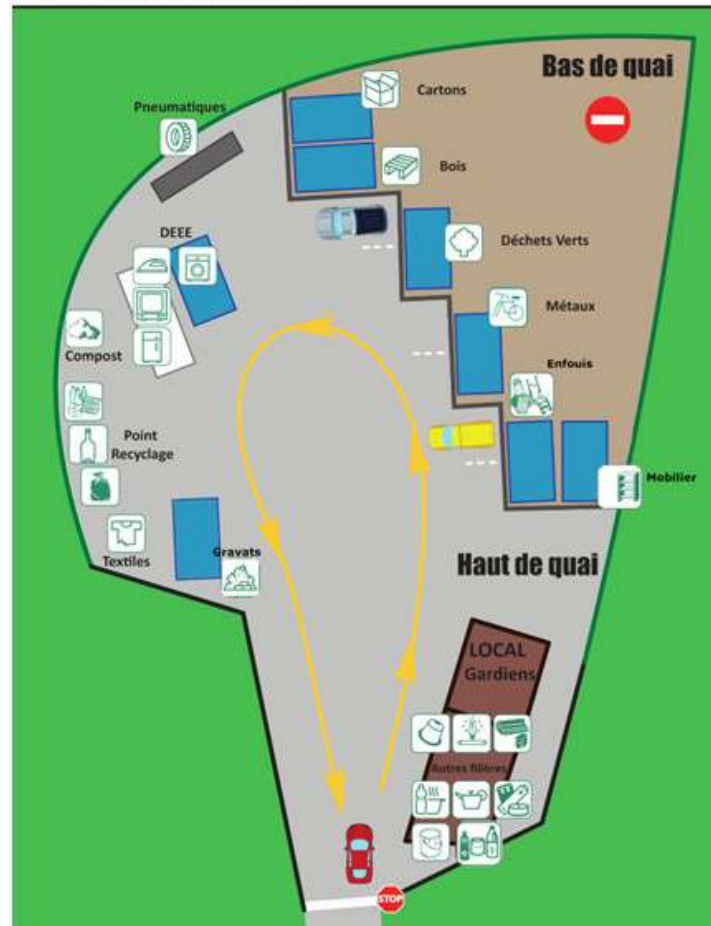 Bas de quai
Cartons
Pneumatiques
Bois
DEEE
Déchets Verts
Métaux
Compost
Enfouis
Point
Recyclage
Mobilier
Gravats
Textiles
Haut de quai
LOCAL
Gardiens
Autres filières
STOP